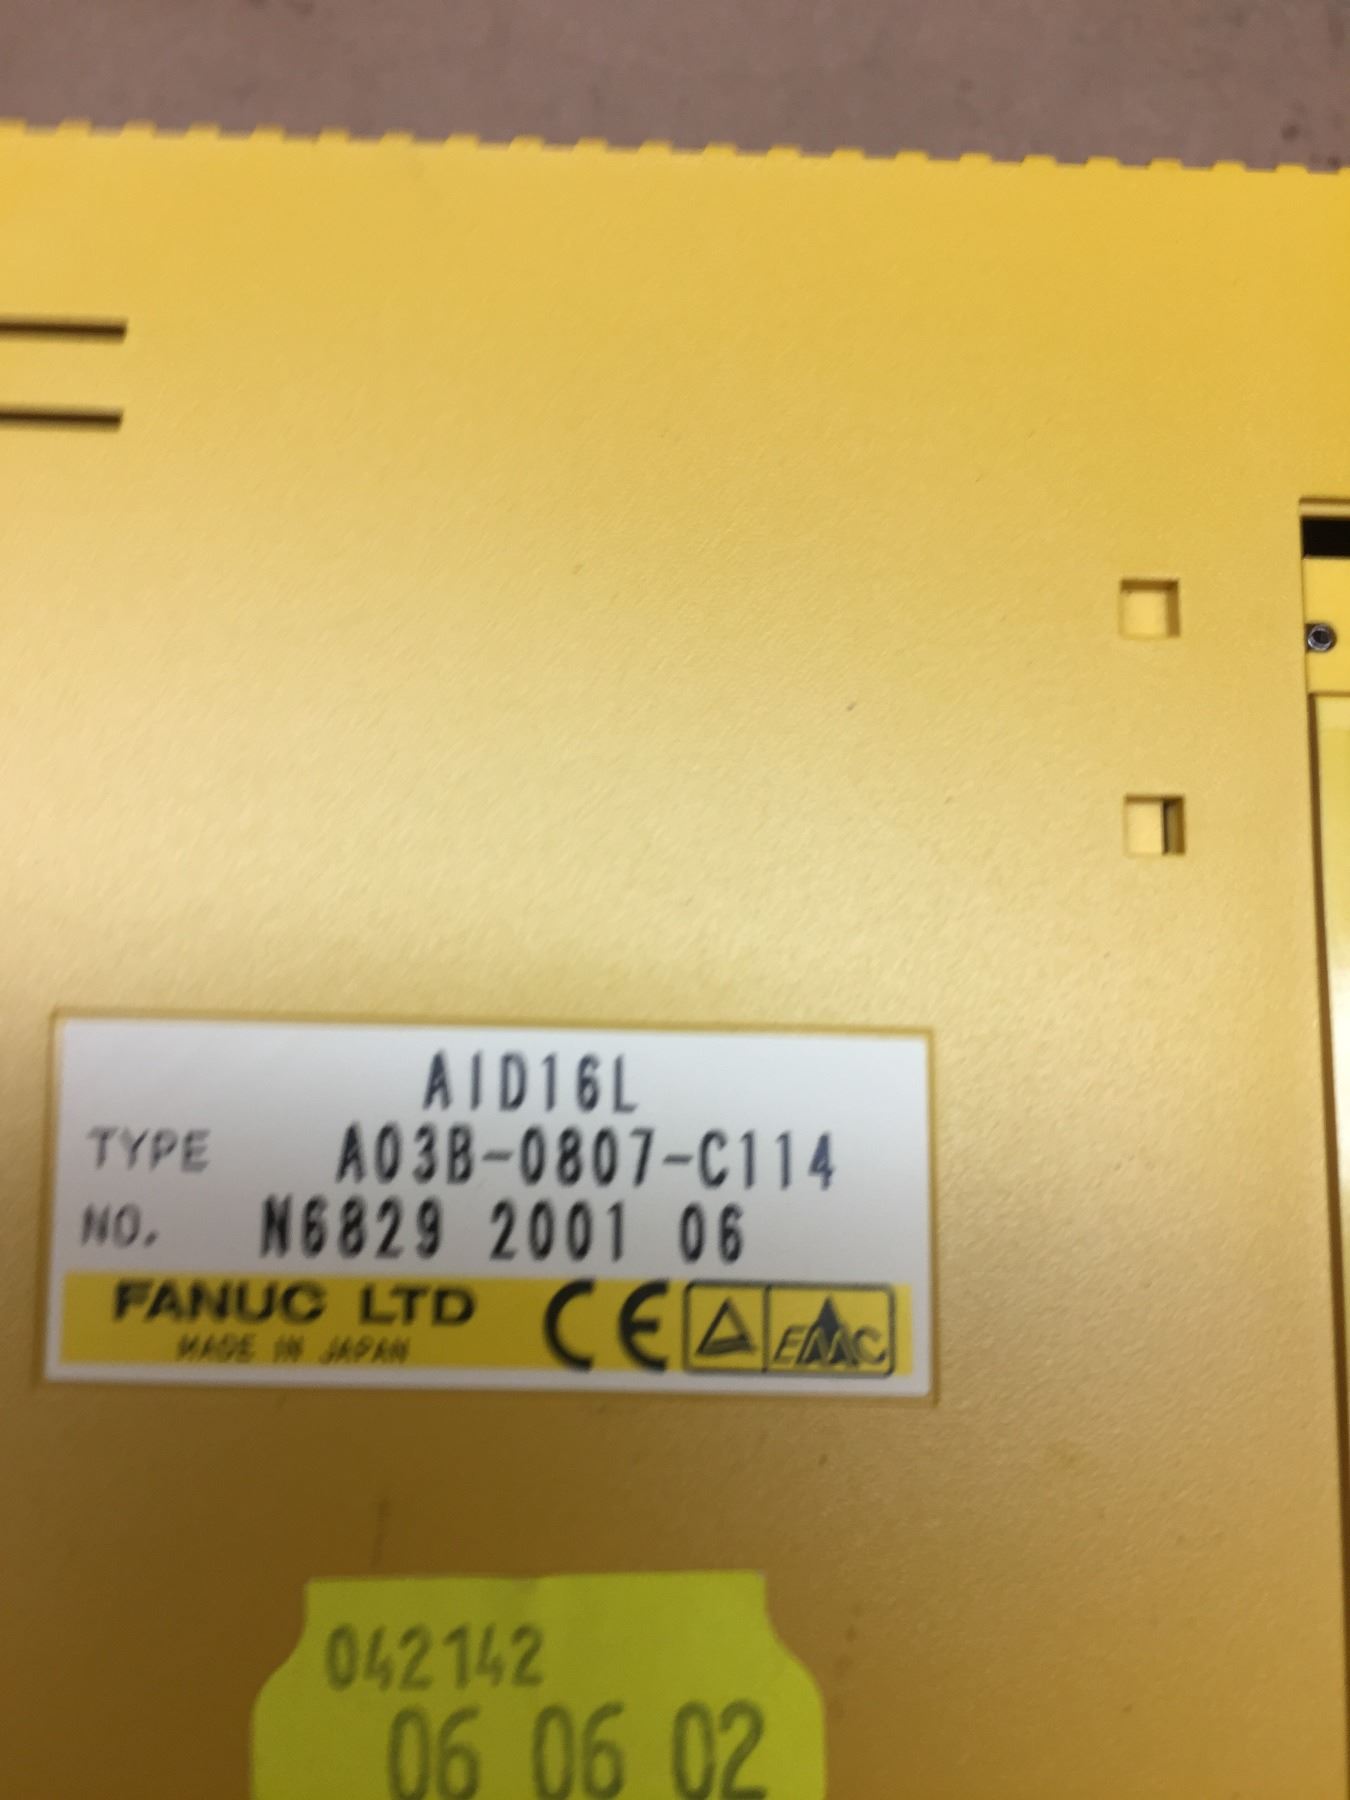 AID16L
TYPE A03B-0807-C114
NO. N6829 2001 06
FANUC LTD CE EMC
MADE IN JAPAN
042142
06 06 02